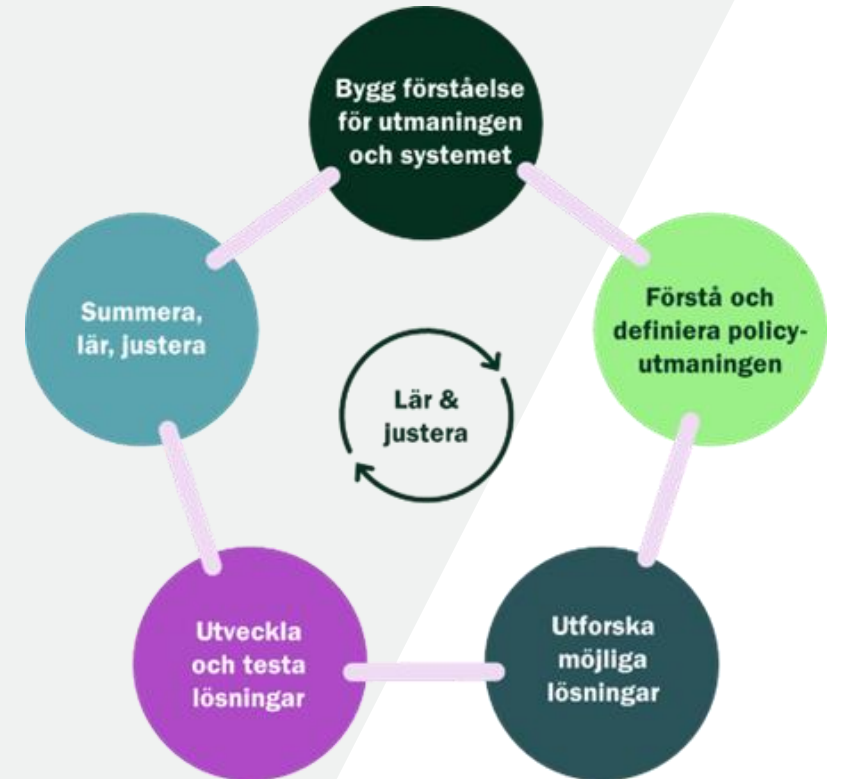 Bygg förståelse
för utmaningen
och systemet
Förstå och
definiera policy-
utmaningen
Utforska
möjliga
lösningar
Utveckla
och testa
lösningar
Summera,
lär, justera
Lär &
justera